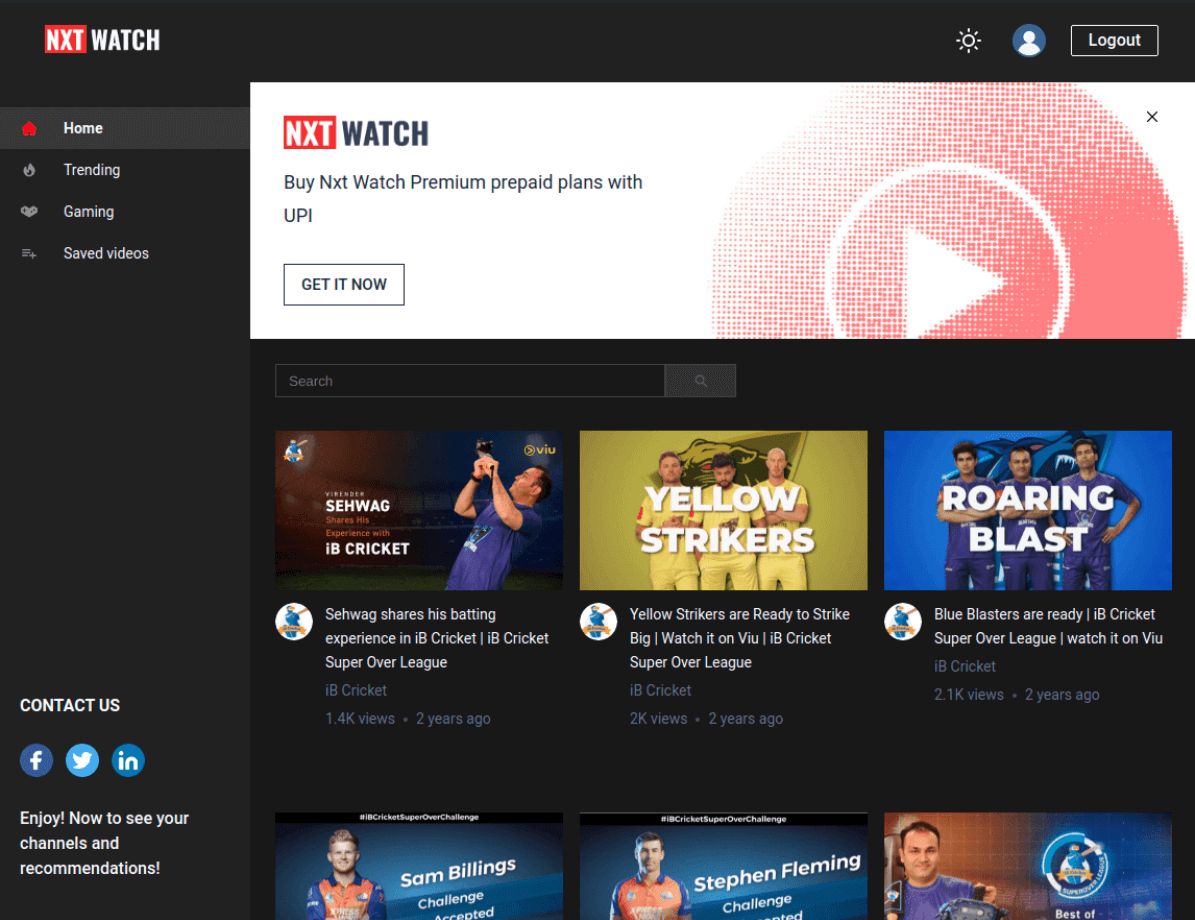 NXT WATCH
Logout
Home
Trending
Gaming
Saved videos
NXT WATCH
Buy Nxt Watch Premium prepaid plans with
UPI
GET IT NOW
Search
viu
VIRENDER
SEHWAG
Shares His
Experience with
iB CRICKET
YELLOW
STRIKERS
ROARING
BLAST
Sehwag shares his batting
experience in iB Cricket | iB Cricket
Super Over League
iB Cricket
1.4K views • 2 years ago
Yellow Strikers are Ready to Strike
Big | Watch it on Viu | iB Cricket
Super Over League
iB Cricket
2K views • 2 years ago
Blue Blasters are ready | iB Cricket
Super Over League | watch it on Viu
iB Cricket
2.1K views • 2 years ago
CONTACT US
Enjoy! Now to see your
channels and
recommendations!
#iBCricketSuperOverChallenge
Sam Billings
Challenge
Accepted
#iBCricketSuperOverChallenge
Stephen Fleming
Challenge
Accepted
SUPEROVER LEAGUE
Best of